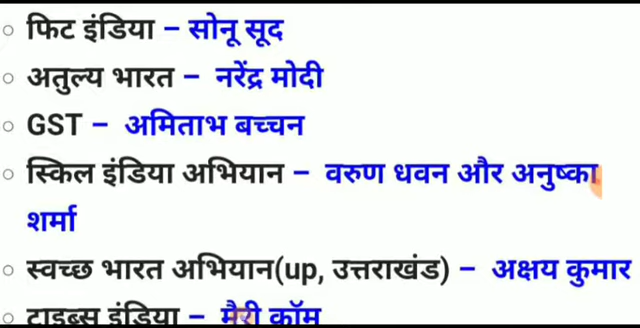 फिट इंडिया – सोनू सूद
अतुल्य भारत – नरेंद्र मोदी
GST – अमिताभ बच्चन
स्किल इंडिया अभियान – वरुण धवन और अनुष्का
शर्मा
स्वच्छ भारत अभियान(up, उत्तराखंड) – अक्षय कुमार
टाइब्स इंडिया – मैरी कॉम